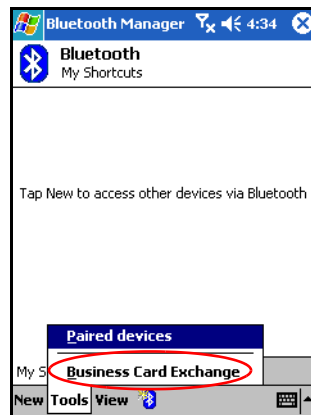 Bluetooth Manager 4:34
Bluetooth
My Shortcuts
Tap New to access other devices via Bluetooth
Paired devices
My S
Business Card Exchange
New Tools View